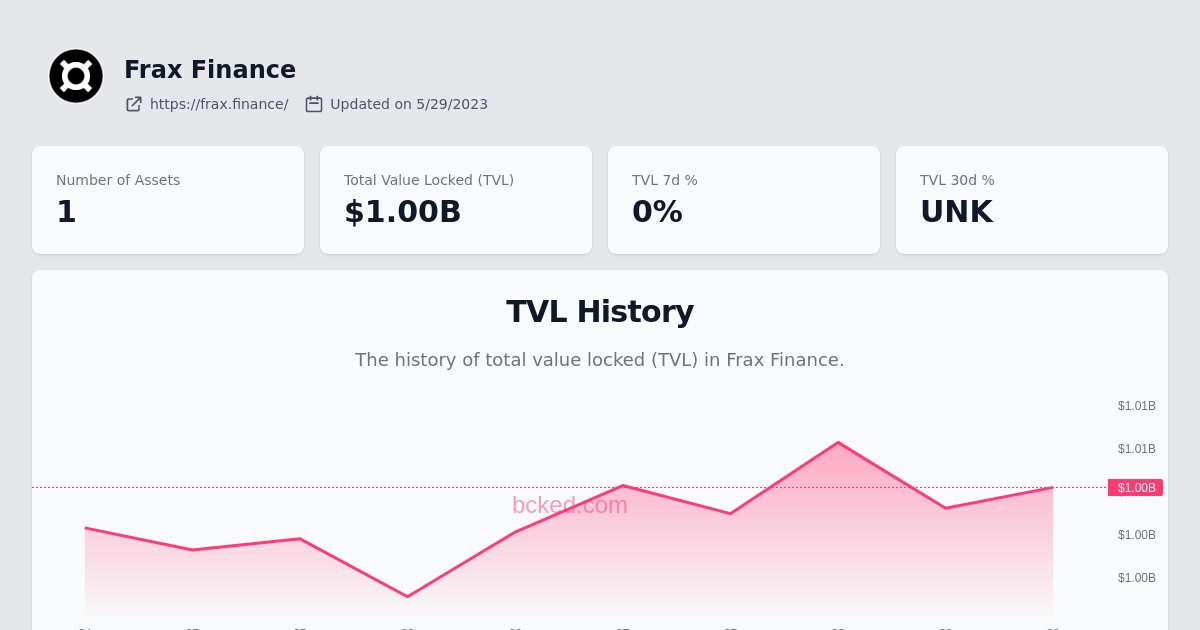 Frax Finance
https://frax.finance/ Updated on 5/29/2023
Number of Assets
1
Total Value Locked (TVL)
$1.00B
TVL 7d %
0%
TVL 30d %
UNK
TVL History
The history of total value locked (TVL) in Frax Finance.
$1.01B
$1.01B
$1.00B
bcked.com
$1.00B
$1.00B